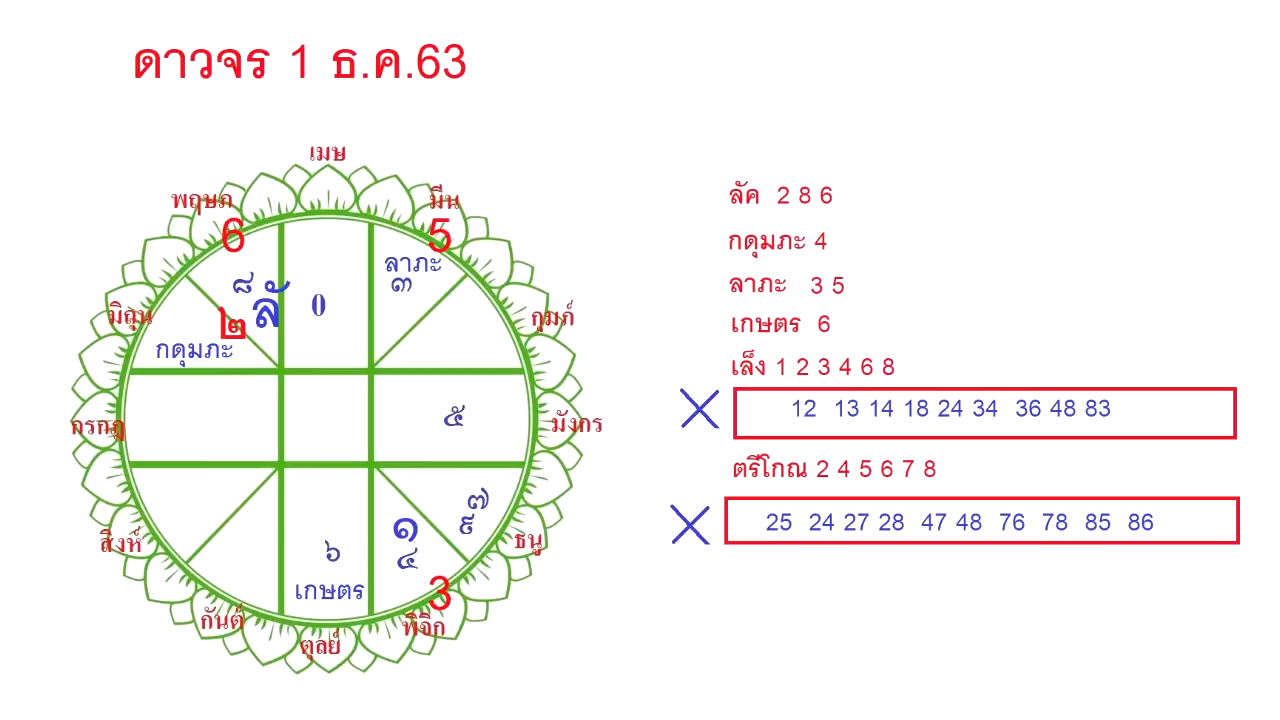 ดาวจร 1 ธ.ค.63
เมษ
พฤษภ
มีน
6
5
ลาภะ
๘
๓
ลั
0
มิถุน
๒
กุมภ์
กดุมภะ
กรกฎ
๕
มังกร
๗
๙
๑
สิงห์
ธนู
๖
๔
เกษตร
3
กันต์
พิจิก
ตุลย์
ลัค 2 8 6
กดุมภะ 4
ลาภะ 3 5
เกษตร 6
เล็ง 1 2 3 4 6 8
12 13 14 18 24 34 36 48 83
ตรีโกณ 2 4 5 6 7 8
25 24 27 28 47 48 76 78 85 86